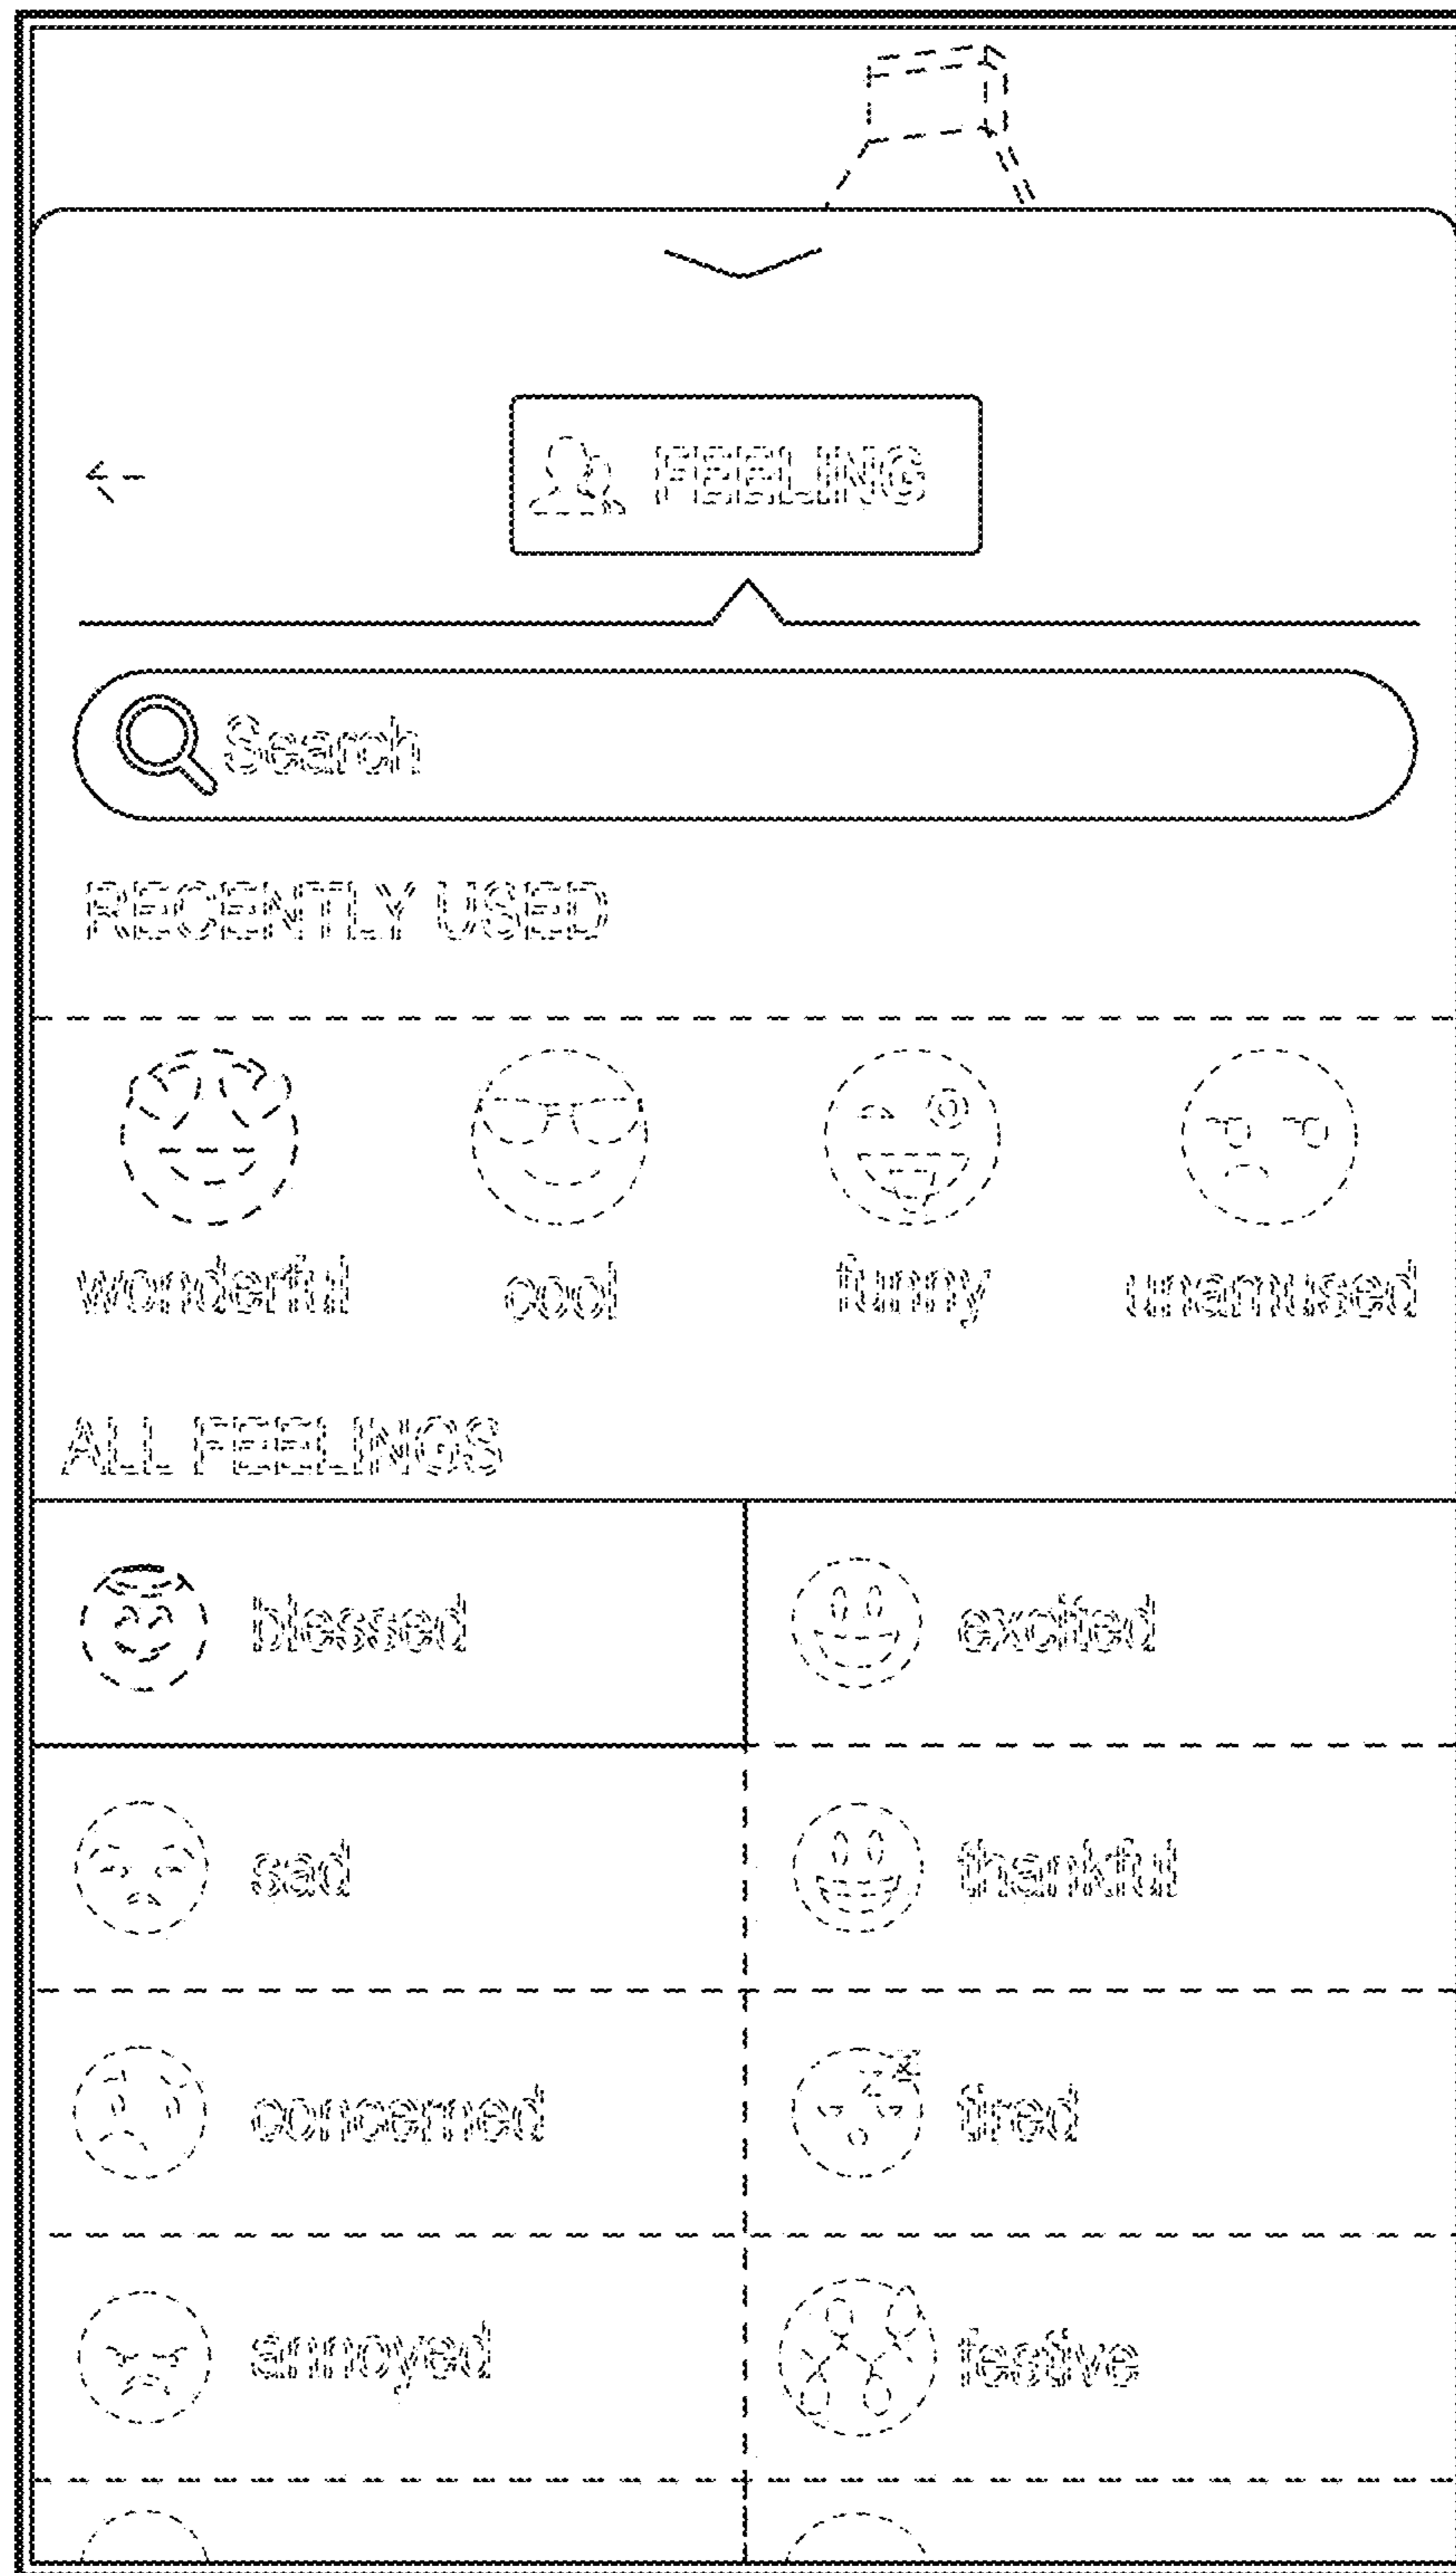 FEELING
Search
RECENTLY USED
wonderful cool funny unamused
ALL FEELINGS
blessed excited
sad thankful
concerned tired
annoyed festive